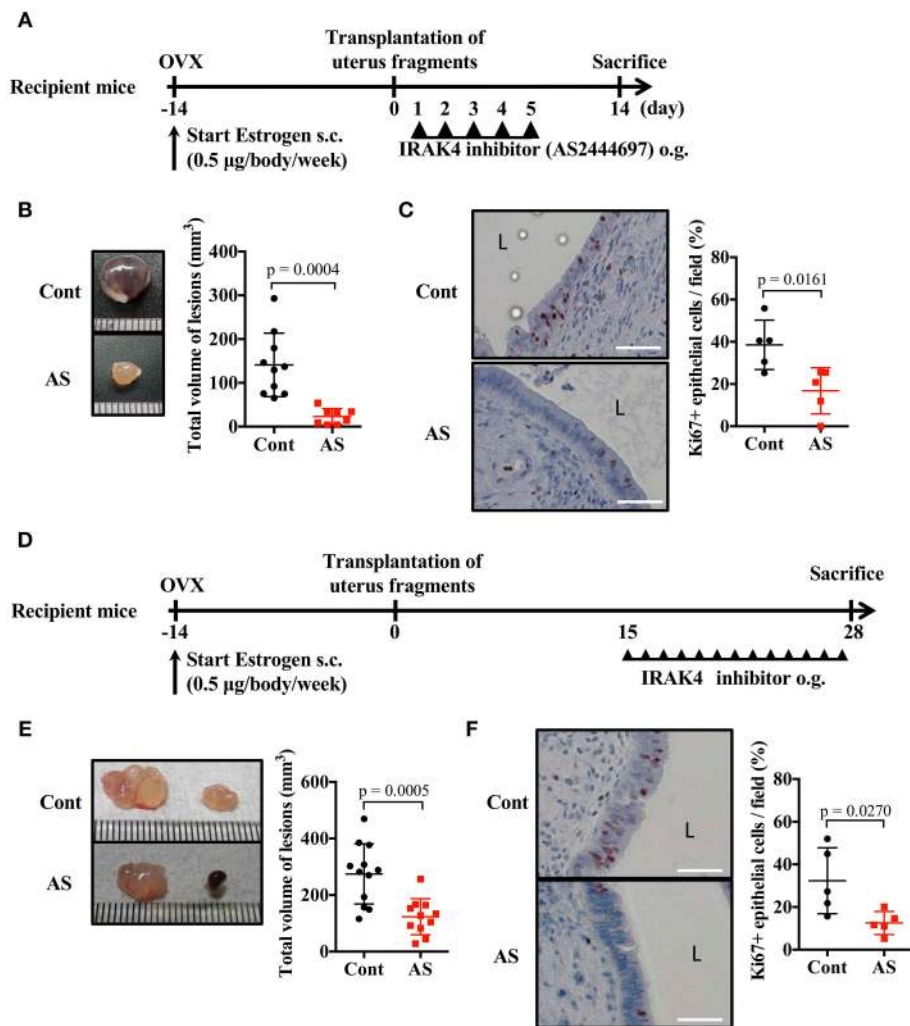 A
Transplantation of
OVX uterus fragments Sacrifice
Recipient mice
-14 0 1 2 3 4 5 14 (day)
Start Estrogen s.c.
(0.5 μg/body/week)
IRAK4 inhibitor (AS2444697) o.g.
B
Cont
AS
Total volume of lesions (mm³)
400
300
200
100
0
p = 0.0004
Cont AS
C
Cont
L
AS
L
Ki67+ epithelial cells / field (%)
80
60
40
20
0
p = 0.0161
Cont AS
D
Transplantation of
OVX uterus fragments Sacrifice
Recipient mice
-14 0 15 28
Start Estrogen s.c.
(0.5 μg/body/week)
IRAK4 inhibitor o.g.
E
Cont
AS
Total volume of lesions (mm³)
600
400
200
0
p = 0.0005
Cont AS
F
Cont
L
AS
L
Ki67+ epithelial cells / field (%)
80
60
40
20
0
p = 0.0270
Cont AS